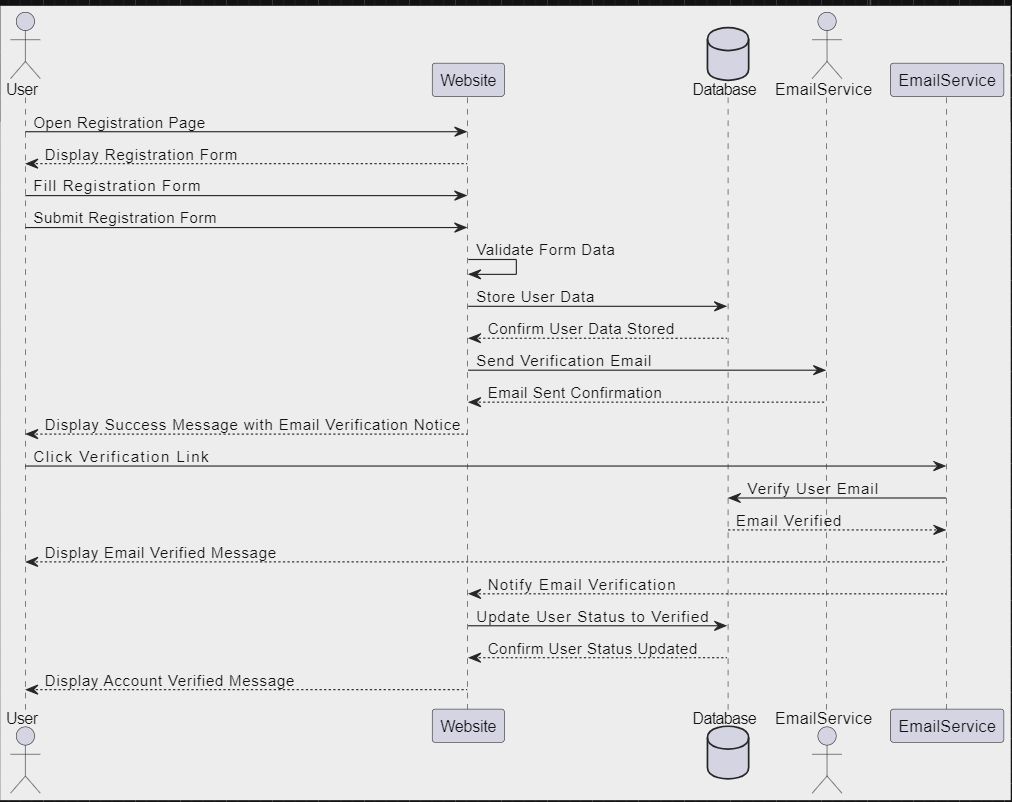 User
Website
Database
EmailService
EmailService
Open Registration Page
Display Registration Form
Fill Registration Form
Submit Registration Form
Validate Form Data
Store User Data
Confirm User Data Stored
Send Verification Email
Email Sent Confirmation
Display Success Message with Email Verification Notice
Click Verification Link
Verify User Email
Email Verified
Display Email Verified Message
Notify Email Verification
Update User Status to Verified
Confirm User Status Updated
Display Account Verified Message
User
Website
Database
EmailService
EmailService